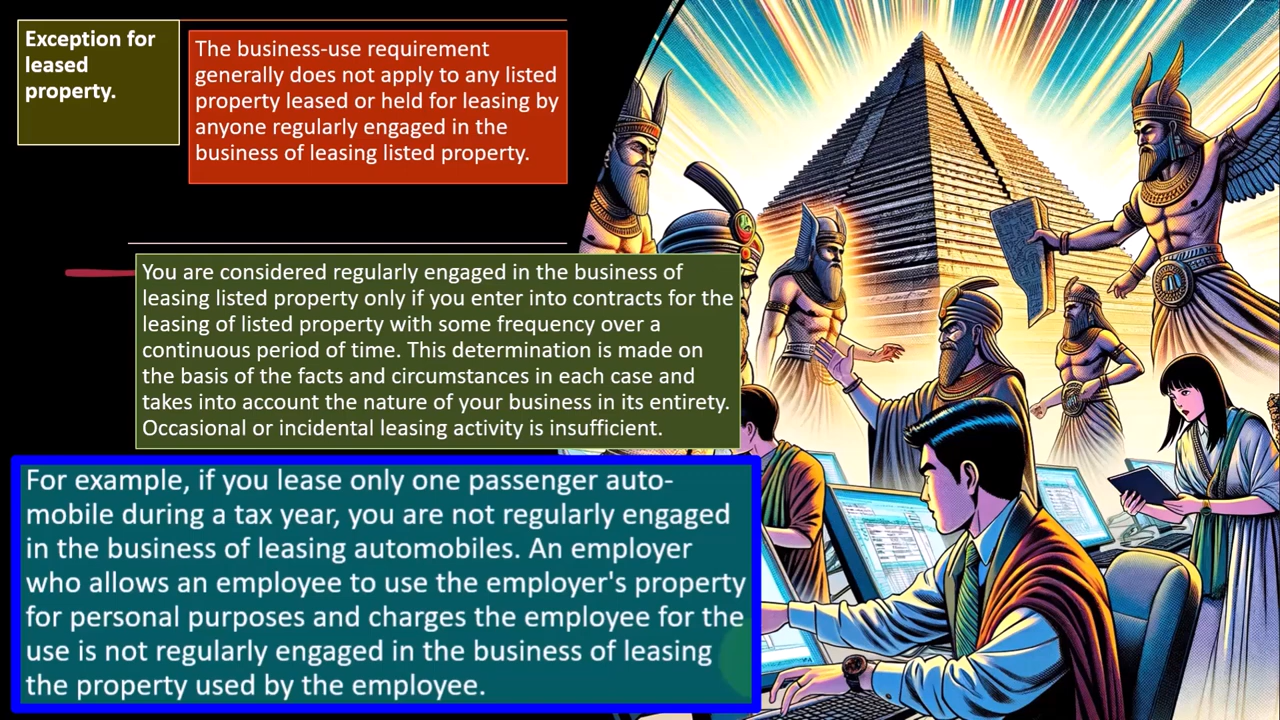 Exception for
leased
property.
The business-use requirement
generally does not apply to any listed
property leased or held for leasing by
anyone regularly engaged in the
business of leasing listed property.
You are considered regularly engaged in the business of
leasing listed property only if you enter into contracts for the
leasing of listed property with some frequency over a
continuous period of time. This determination is made on
the basis of the facts and circumstances in each case and
takes into account the nature of your business in its entirety.
Occasional or incidental leasing activity is insufficient.
For example, if you lease only one passenger auto-
mobile during a tax year, you are not regularly engaged
in the business of leasing automobiles. An employer
who allows an employee to use the employer's property
for personal purposes and charges the employee for the
use is not regularly engaged in the business of leasing
the property used by the employee.